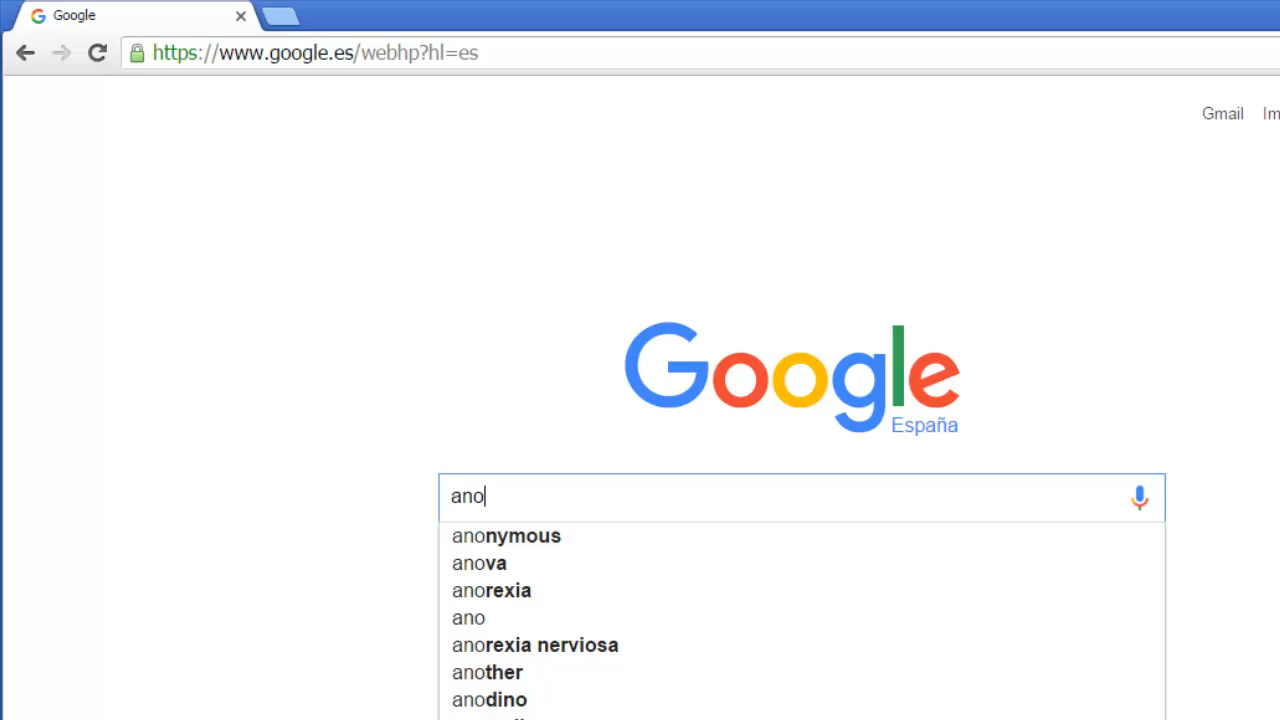 Google
https://www.google.es/webhp?hl=es
Gmail
Google
España
ano
anonymous
anova
anorexia
ano
anorexia nerviosa
another
anodino